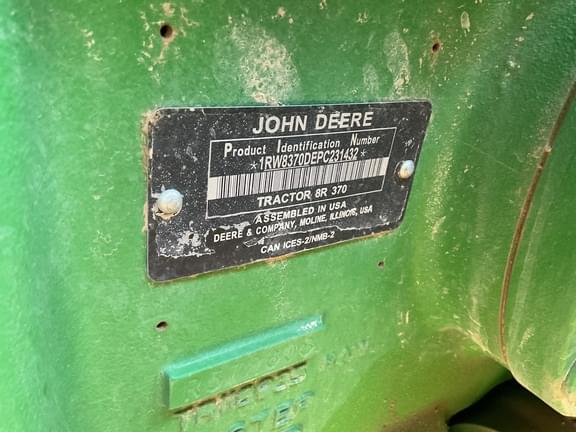 JOHN DEERE
Product Identification Number
*1RW8370DEPC231432*
TRACTOR 8R 370
ASSEMBLED IN USA
DEERE & COMPANY, MOLINE, ILLINOIS, USA
CAN ICES-2/NMB-2